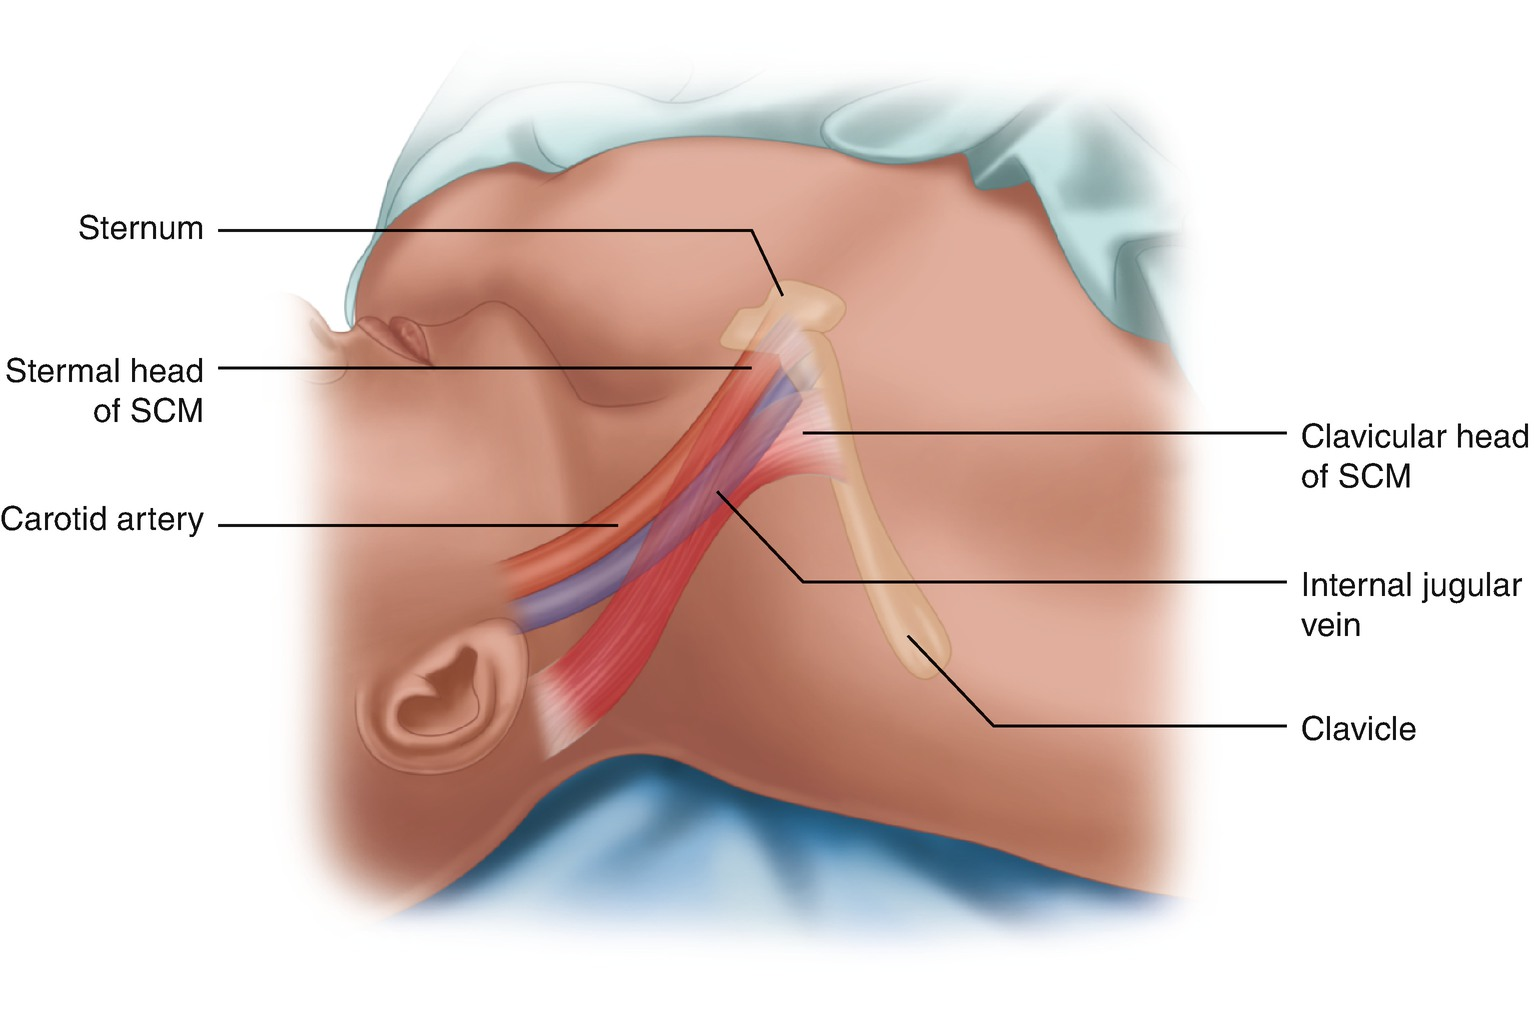 Sternum
Stermal head
of SCM
Carotid artery
Clavicular head
of SCM
Internal jugular
vein
Clavicle